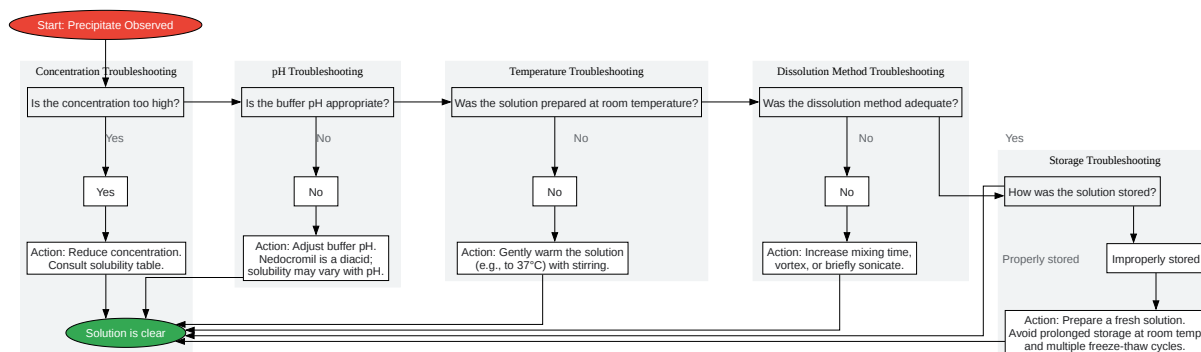 Start: Precipitate Observed
Concentration Troubleshooting
Is the concentration too high?
Yes
Yes
Action: Reduce concentration.
Consult solubility table.
pH Troubleshooting
Is the buffer pH appropriate?
No
No
Action: Adjust buffer pH.
Nedocromil is a diacid;
solubility may vary with pH.
Temperature Troubleshooting
Was the solution prepared at room temperature?
No
No
Action: Gently warm the solution
(e.g., to 37°C) with stirring.
Dissolution Method Troubleshooting
Was the dissolution method adequate?
No
No
Action: Increase mixing time,
vortex, or briefly sonicate.
Yes
Storage Troubleshooting
How was the solution stored?
Properly stored
Improperly stored
Action: Prepare a fresh solution.
Avoid prolonged storage at room temp
and multiple freeze-thaw cycles.
Solution is clear